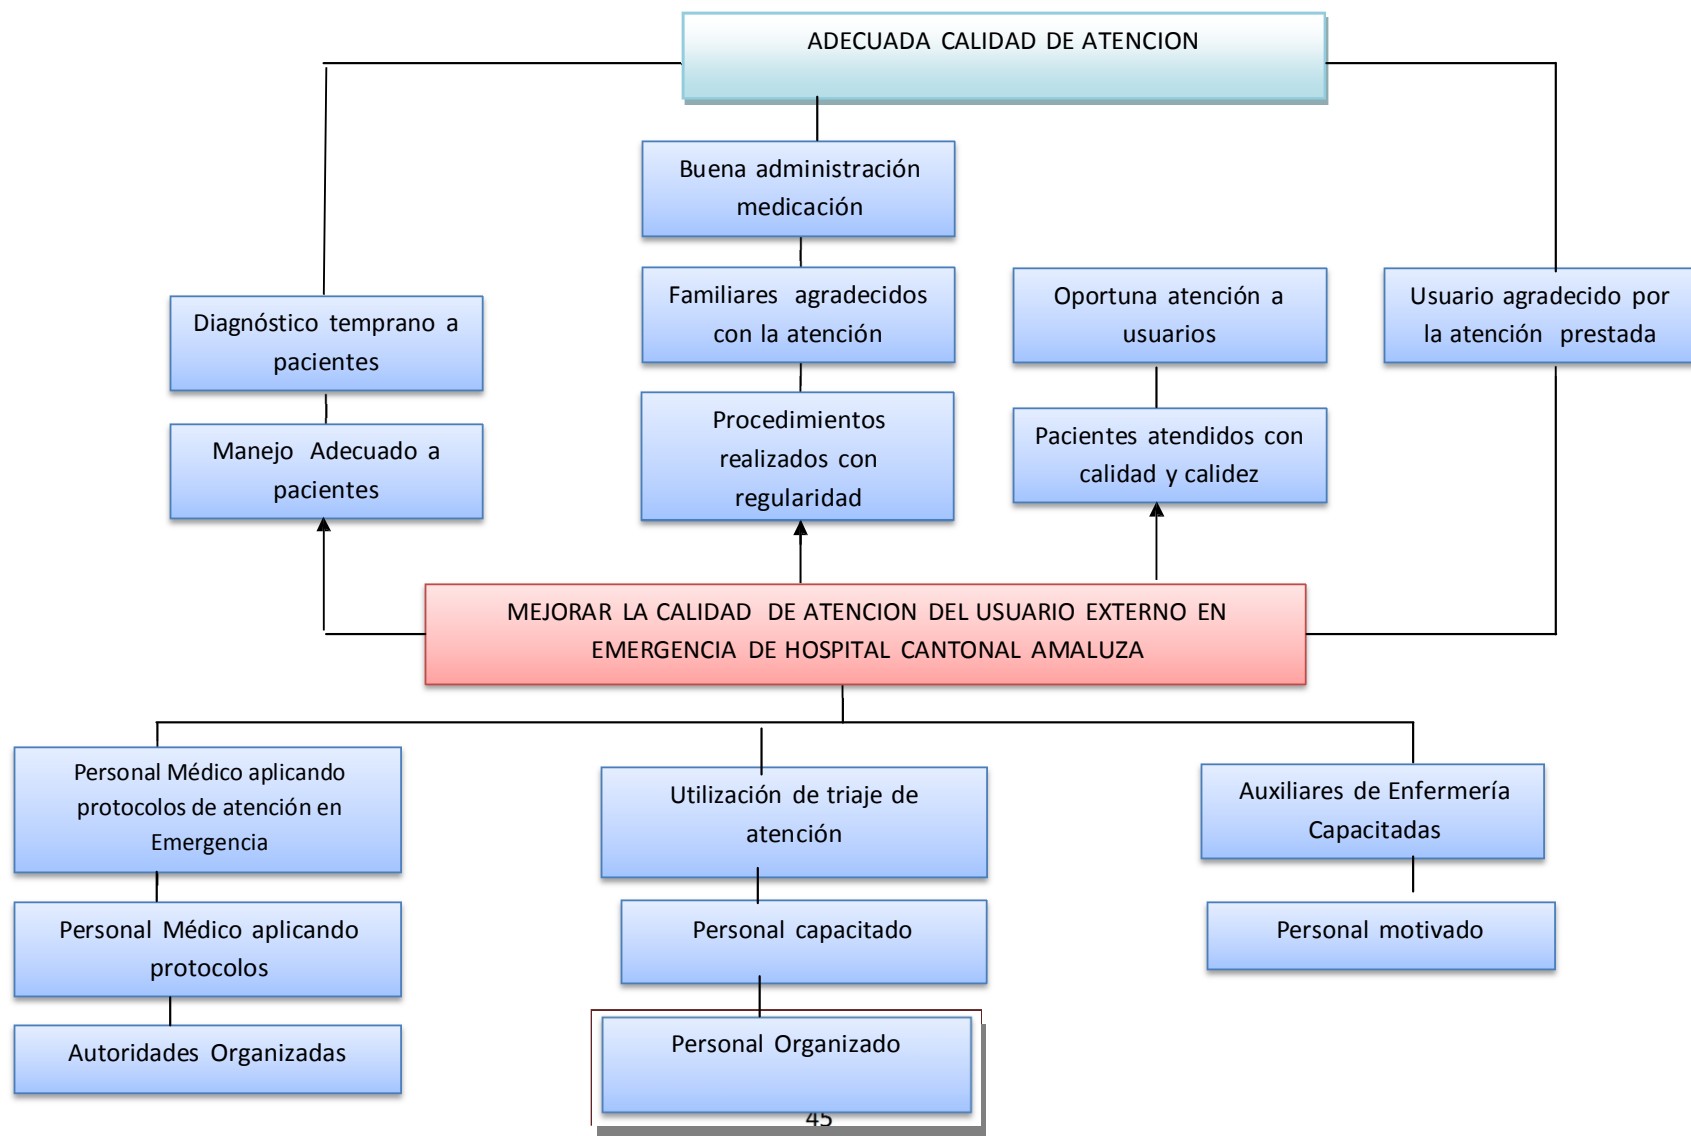 ADECUADA CALIDAD DE ATENCION
Buena administración
medicación
Diagnóstico temprano a
pacientes
Familiares agradecidos
con la atención
Oportuna atención a
usuarios
Usuario agradecido por
la atención prestada
Manejo Adecuado a
pacientes
Procedimientos
realizados con
regularidad
Pacientes atendidos con
calidad y calidez
MEJORAR LA CALIDAD DE ATENCION DEL USUARIO EXTERNO EN
EMERGENCIA DE HOSPITAL CANTONAL AMALUZA
Personal Médico aplicando
protocolos de atención en
Emergencia
Utilización de triaje de
atención
Auxiliares de Enfermería
Capacitadas
Personal Médico aplicando
protocolos
Personal capacitado
Personal motivado
Autoridades Organizadas
Personal Organizado
45